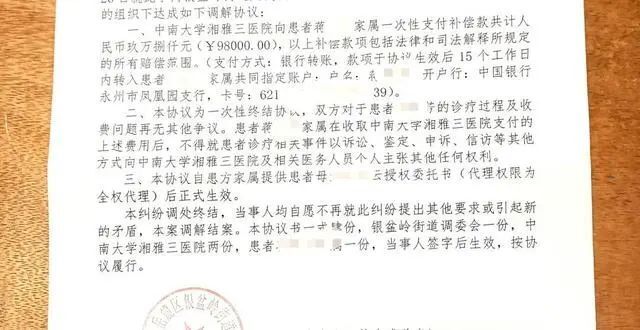 的组织下达成如下调解协议：
一、中南大学湘雅三医院向患者蒋 家属一次性支付补偿款共计人
民币玖万捌仟元（￥98000.00），以上补偿款项包括法律和司法解释所规定
的所有赔偿范围。（支付方式：银行转账，款项于协议生效后 15 个工作日
内转入患者 家属共同指定账户，户名： 开户行：中国银行
永州市凤凰园支行，卡号：621 39）。
二、本协议为一次性终结协议，双方对于患者 的诊疗过程及收
费问题再无其他争议。患者 家属在收取中南大学湘雅三医院支付的
上述费用后，不得就患者诊疗相关事件以诉讼、鉴定、申诉、信访等其他
方式向中南大学湘雅三医院及相关医务人员个人主张其他任何权利。
三、本协议自患方家属提供患者母 云授权委托书（代理权限为
全权代理）后正式生效。
本纠纷调处终结，当事人均自愿不再就此纠纷提出其他要求或引起新
的矛盾，本案调解结案。本协议书一式肆份，银盆岭街道调委会一份，中
南大学湘雅三医院两份，患者 属一份，当事人签字后生效，按协
议履行。
岳麓区银盆岭街道